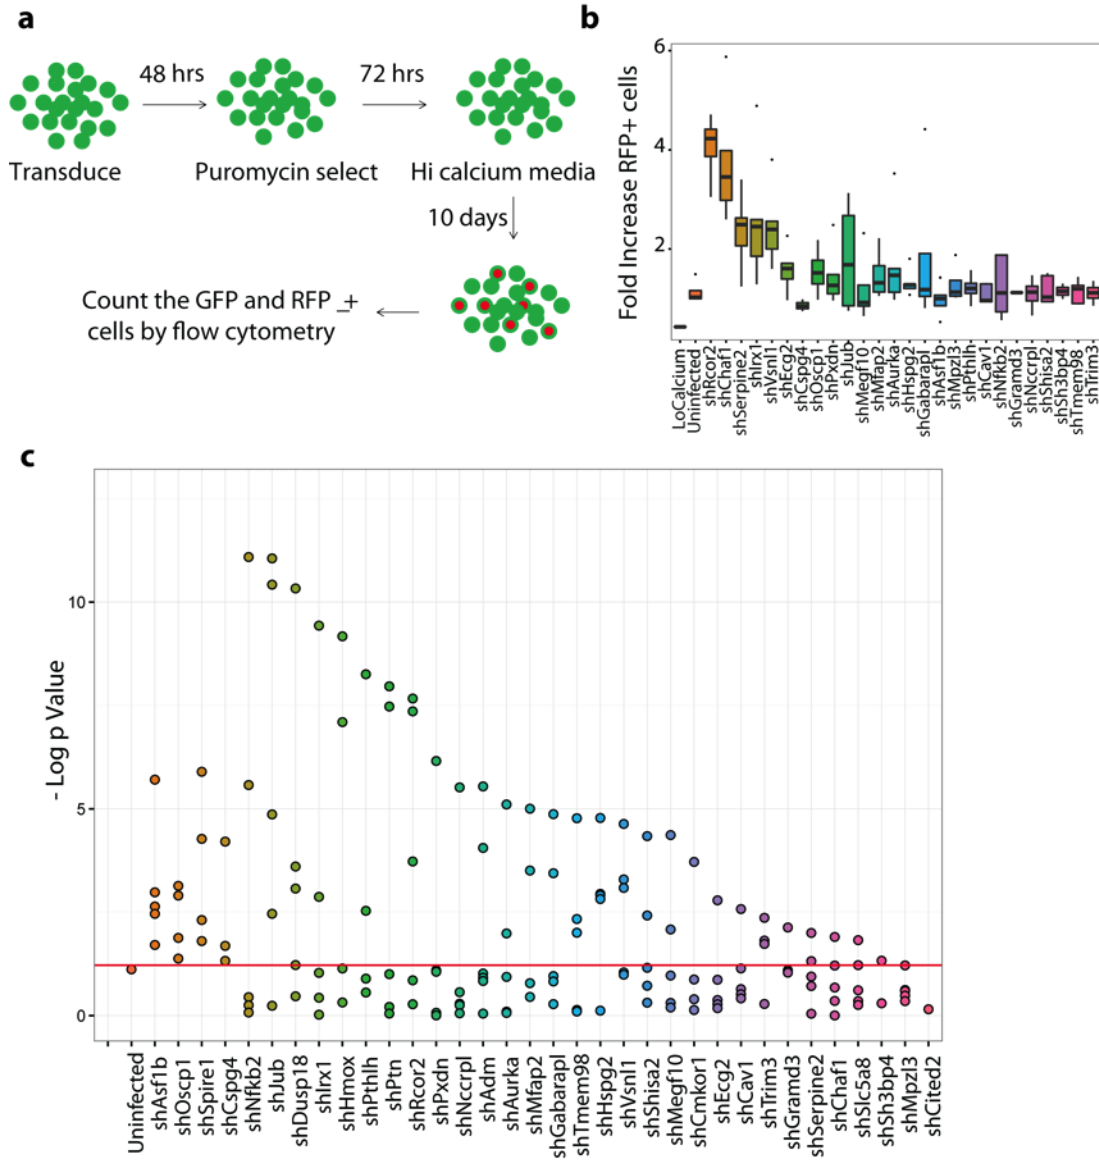 a
48 hrs
72 hrs
Transduce
Puromycin select
Hi calcium media
10 days
Count the GFP and RFP _+
cells by flow cytometry
b
Fold Increase RFP+ cells
6
4
2
LoCalcium
Uninfected
shRcor2
shChaf1
shSerpine2
shIrx1
shVsnl1
shEcg2
shCspg4
shOscp1
shPxdn
shJub
shMegf10
shMfap2
shAurka
shHspg2
shGabarapl
shAsf1b
shMpzl3
shPthlh
shCav1
shNfkb2
shGramd3
shNccrpl
shShisa2
shSh3bp4
shTmem98
shTrim3
c
- Log p Value
10
5
0
Uninfected
shAsf1b
shOscp1
shSpire1
shCspg4
shNfkb2
shJub
shDusp18
shIrx1
shHmox
shPthlh
shPtn
shRcor2
shPxdn
shNccrpl
shAdm
shAurka
shMfap2
shGabarapl
shTmem98
shHspg2
shVsnl1
shShisa2
shMegf10
shCmkor1
shEcg2
shCav1
shTrim3
shGramd3
shSerpine2
shChaf1
shSlc5a8
shSh3bp4
shMpzl3
shCited2